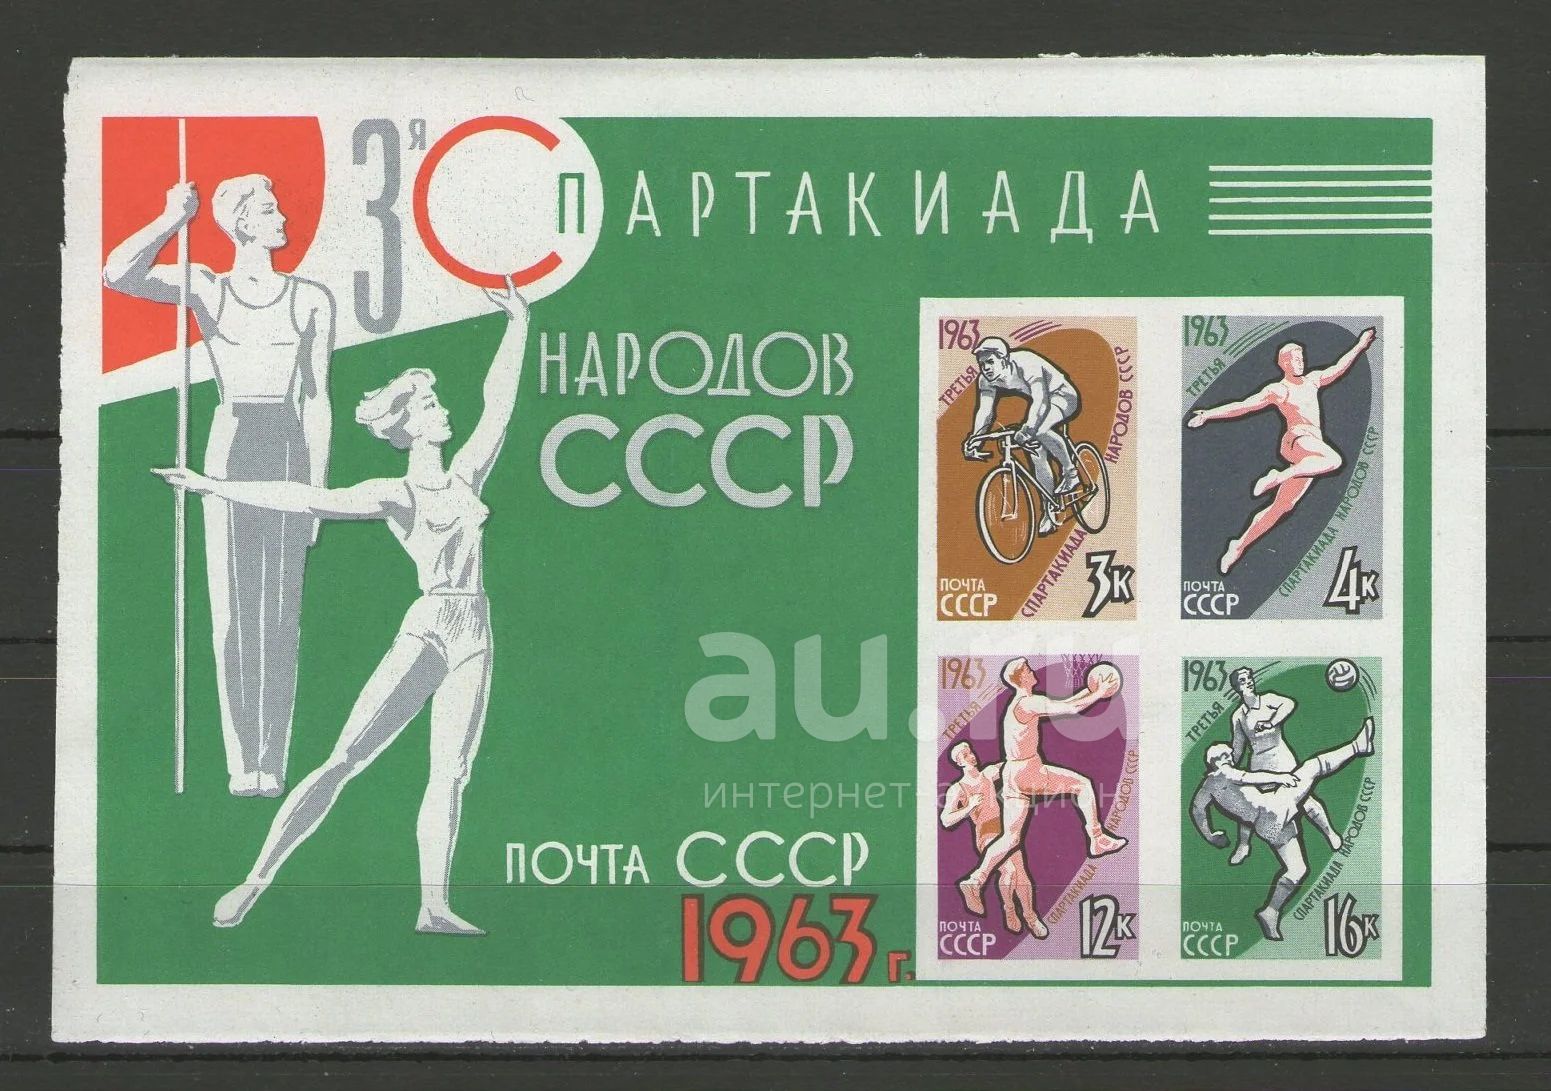 3я СПАРТАКИАДА
НАРОДОВ
СССР
ПОЧТА СССР
1963 г.
1963
ТРЕТЬЯ
СПАРТАКИАДА
НАРОДОВ СССР
ПОЧТА
СССР
3К
1963
ТРЕТЬЯ
СПАРТАКИАДА НАРОДОВ СССР
ПОЧТА
СССР
4К
1963
ТРЕТЬЯ
СПАРТАКИАДА
НАРОДОВ СССР
ПОЧТА
СССР
12К
1963
ТРЕТЬЯ
СПАРТАКИАДА НАРОДОВ СССР
ПОЧТА
СССР
16К
au.ru
интернет-аукцион